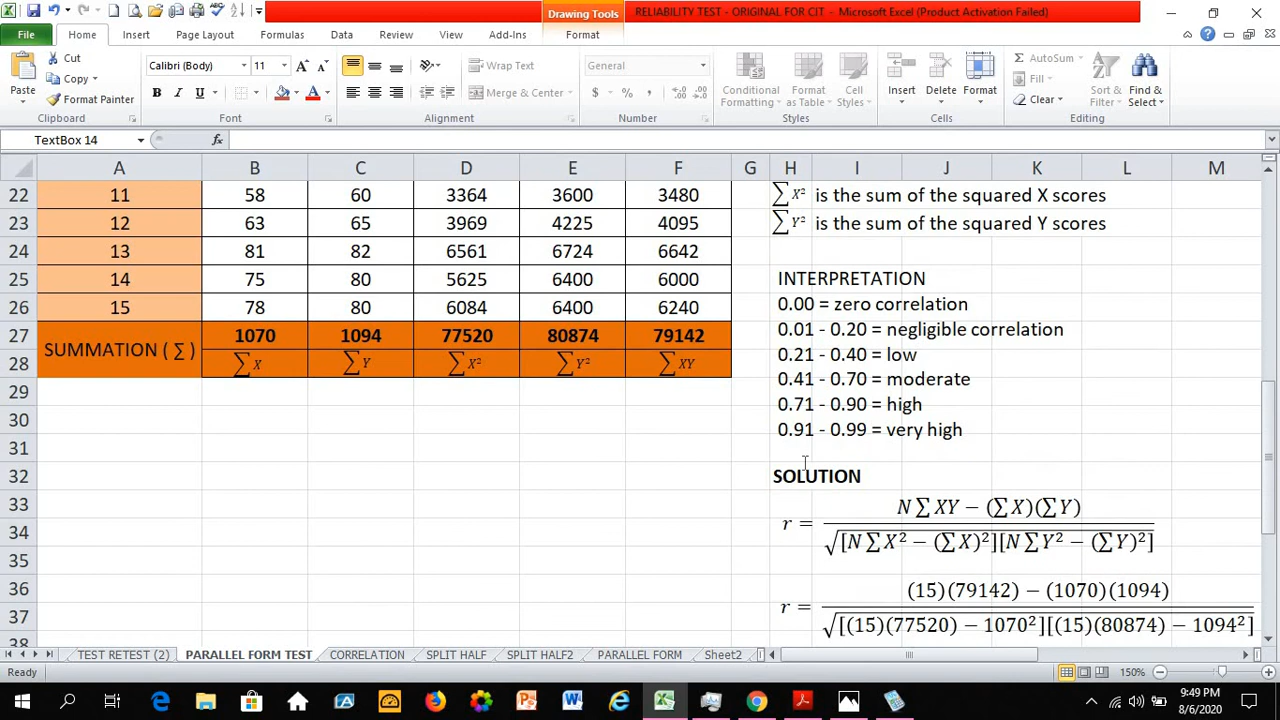 Drawing Tools
RELIABILITY TEST - ORIGINAL FOR CIT - Microsoft Excel (Product Activation Failed)
File Home Insert Page Layout Formulas Data Review View Add-Ins Format
Paste
Cut
Copy
Format Painter
Clipboard
Calibri (Body) 11
B I U
Font
Wrap Text
Merge & Center
Alignment
General
$ % ,
Number
Conditional Formatting
Format as Table
Cell Styles
Styles
Insert
Delete
Format
Cells
Σ AutoSum
Fill
Clear
Sort & Filter
Find & Select
Editing
TextBox 14
fx
A B C D E F G H I J K L M
22 11 58 60 3364 3600 3480 ∑X² is the sum of the squared X scores
23 12 63 65 3969 4225 4095 ∑Y² is the sum of the squared Y scores
24 13 81 82 6561 6724 6642
25 14 75 80 5625 6400 6000
26 15 78 80 6084 6400 6240
27 SUMMATION ( ∑ ) 1070 1094 77520 80874 79142
28 ∑X ∑Y ∑X² ∑Y² ∑XY
29
30
31
32
33
34
35
36
37
38
INTERPRETATION
0.00 = zero correlation
0.01 - 0.20 = negligible correlation
0.21 - 0.40 = low
0.41 - 0.70 = moderate
0.71 - 0.90 = high
0.91 - 0.99 = very high
SOLUTION
N∑XY − (∑X)(∑Y)
r =
√[N∑X² − (∑X)²][N∑Y² − (∑Y)²]
(15)(79142) − (1070)(1094)
r =
√[(15)(77520) − 1070²][(15)(80874) − 1094²]
TEST RETEST (2) PARALLEL FORM TEST CORRELATION SPLIT HALF SPLIT HALF2 PARALLEL FORM Sheet2
Ready
150%
9:49 PM
8/6/2020